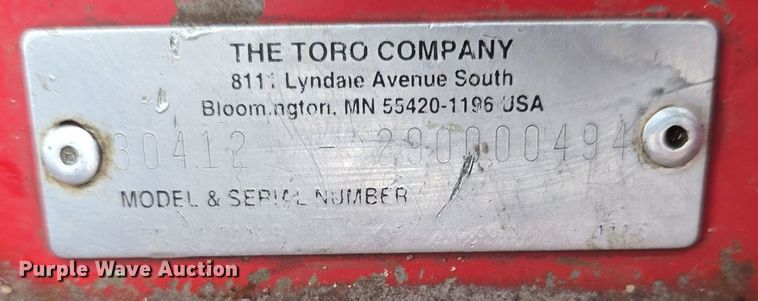 THE TORO COMPANY
8111 Lyndale Avenue South
Bloomington, MN 55420-1196 USA
30412 - 290000494
MODEL & SERIAL NUMBER
Purple Wave Auction